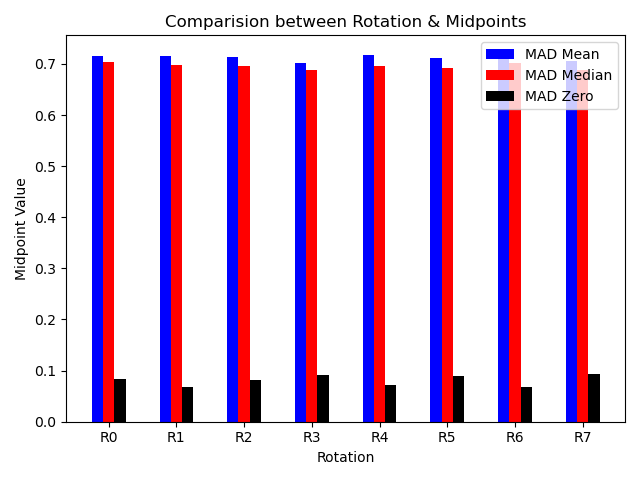 Comparision between Rotation & Midpoints
MAD Mean
MAD Median
MAD Zero
Midpoint Value
0.7
0.6
0.5
0.4
0.3
0.2
0.1
0.0
R0 R1 R2 R3 R4 R5 R6 R7
Rotation